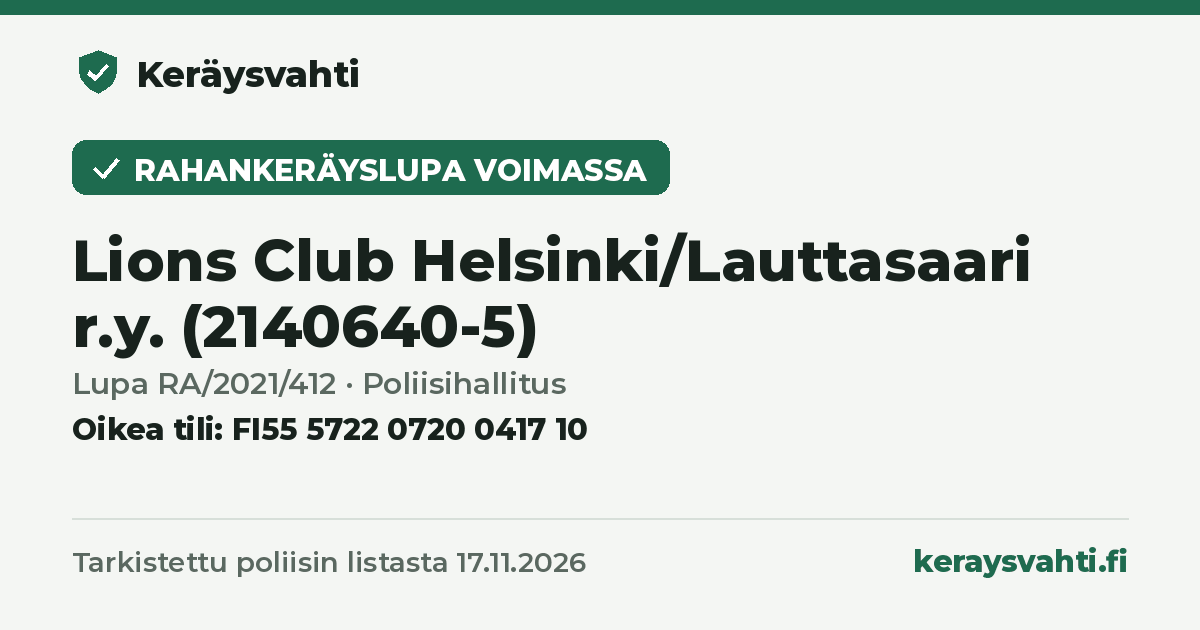 Keräysvahti
RAHANKERÄYSLUPA VOIMASSA
Lions Club Helsinki/Lauttasaari
r.y. (2140640-5)
Lupa RA/2021/412 · Poliisihallitus
Oikea tili: FI55 5722 0720 0417 10
Tarkistettu poliisin listasta 17.11.2026
keraysvahti.fi